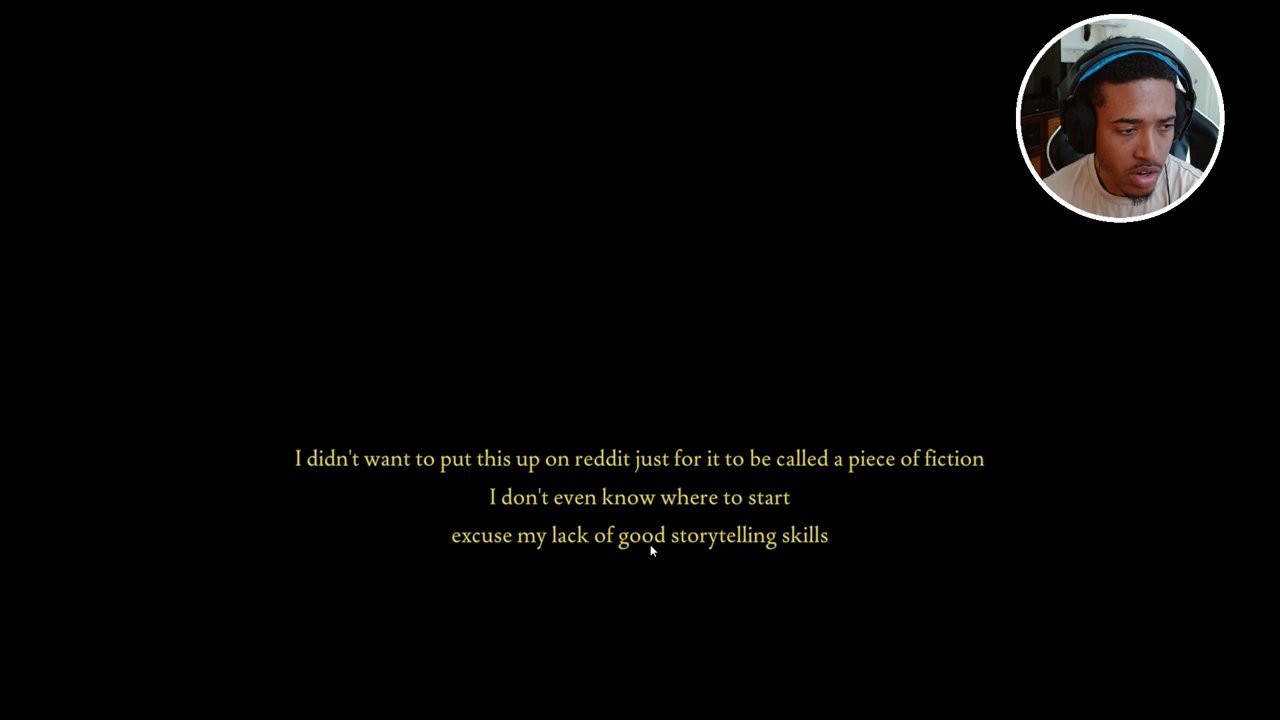 I didn't want to put this up on reddit just for it to be called a piece of fiction
I don't even know where to start
excuse my lack of good storytelling skills